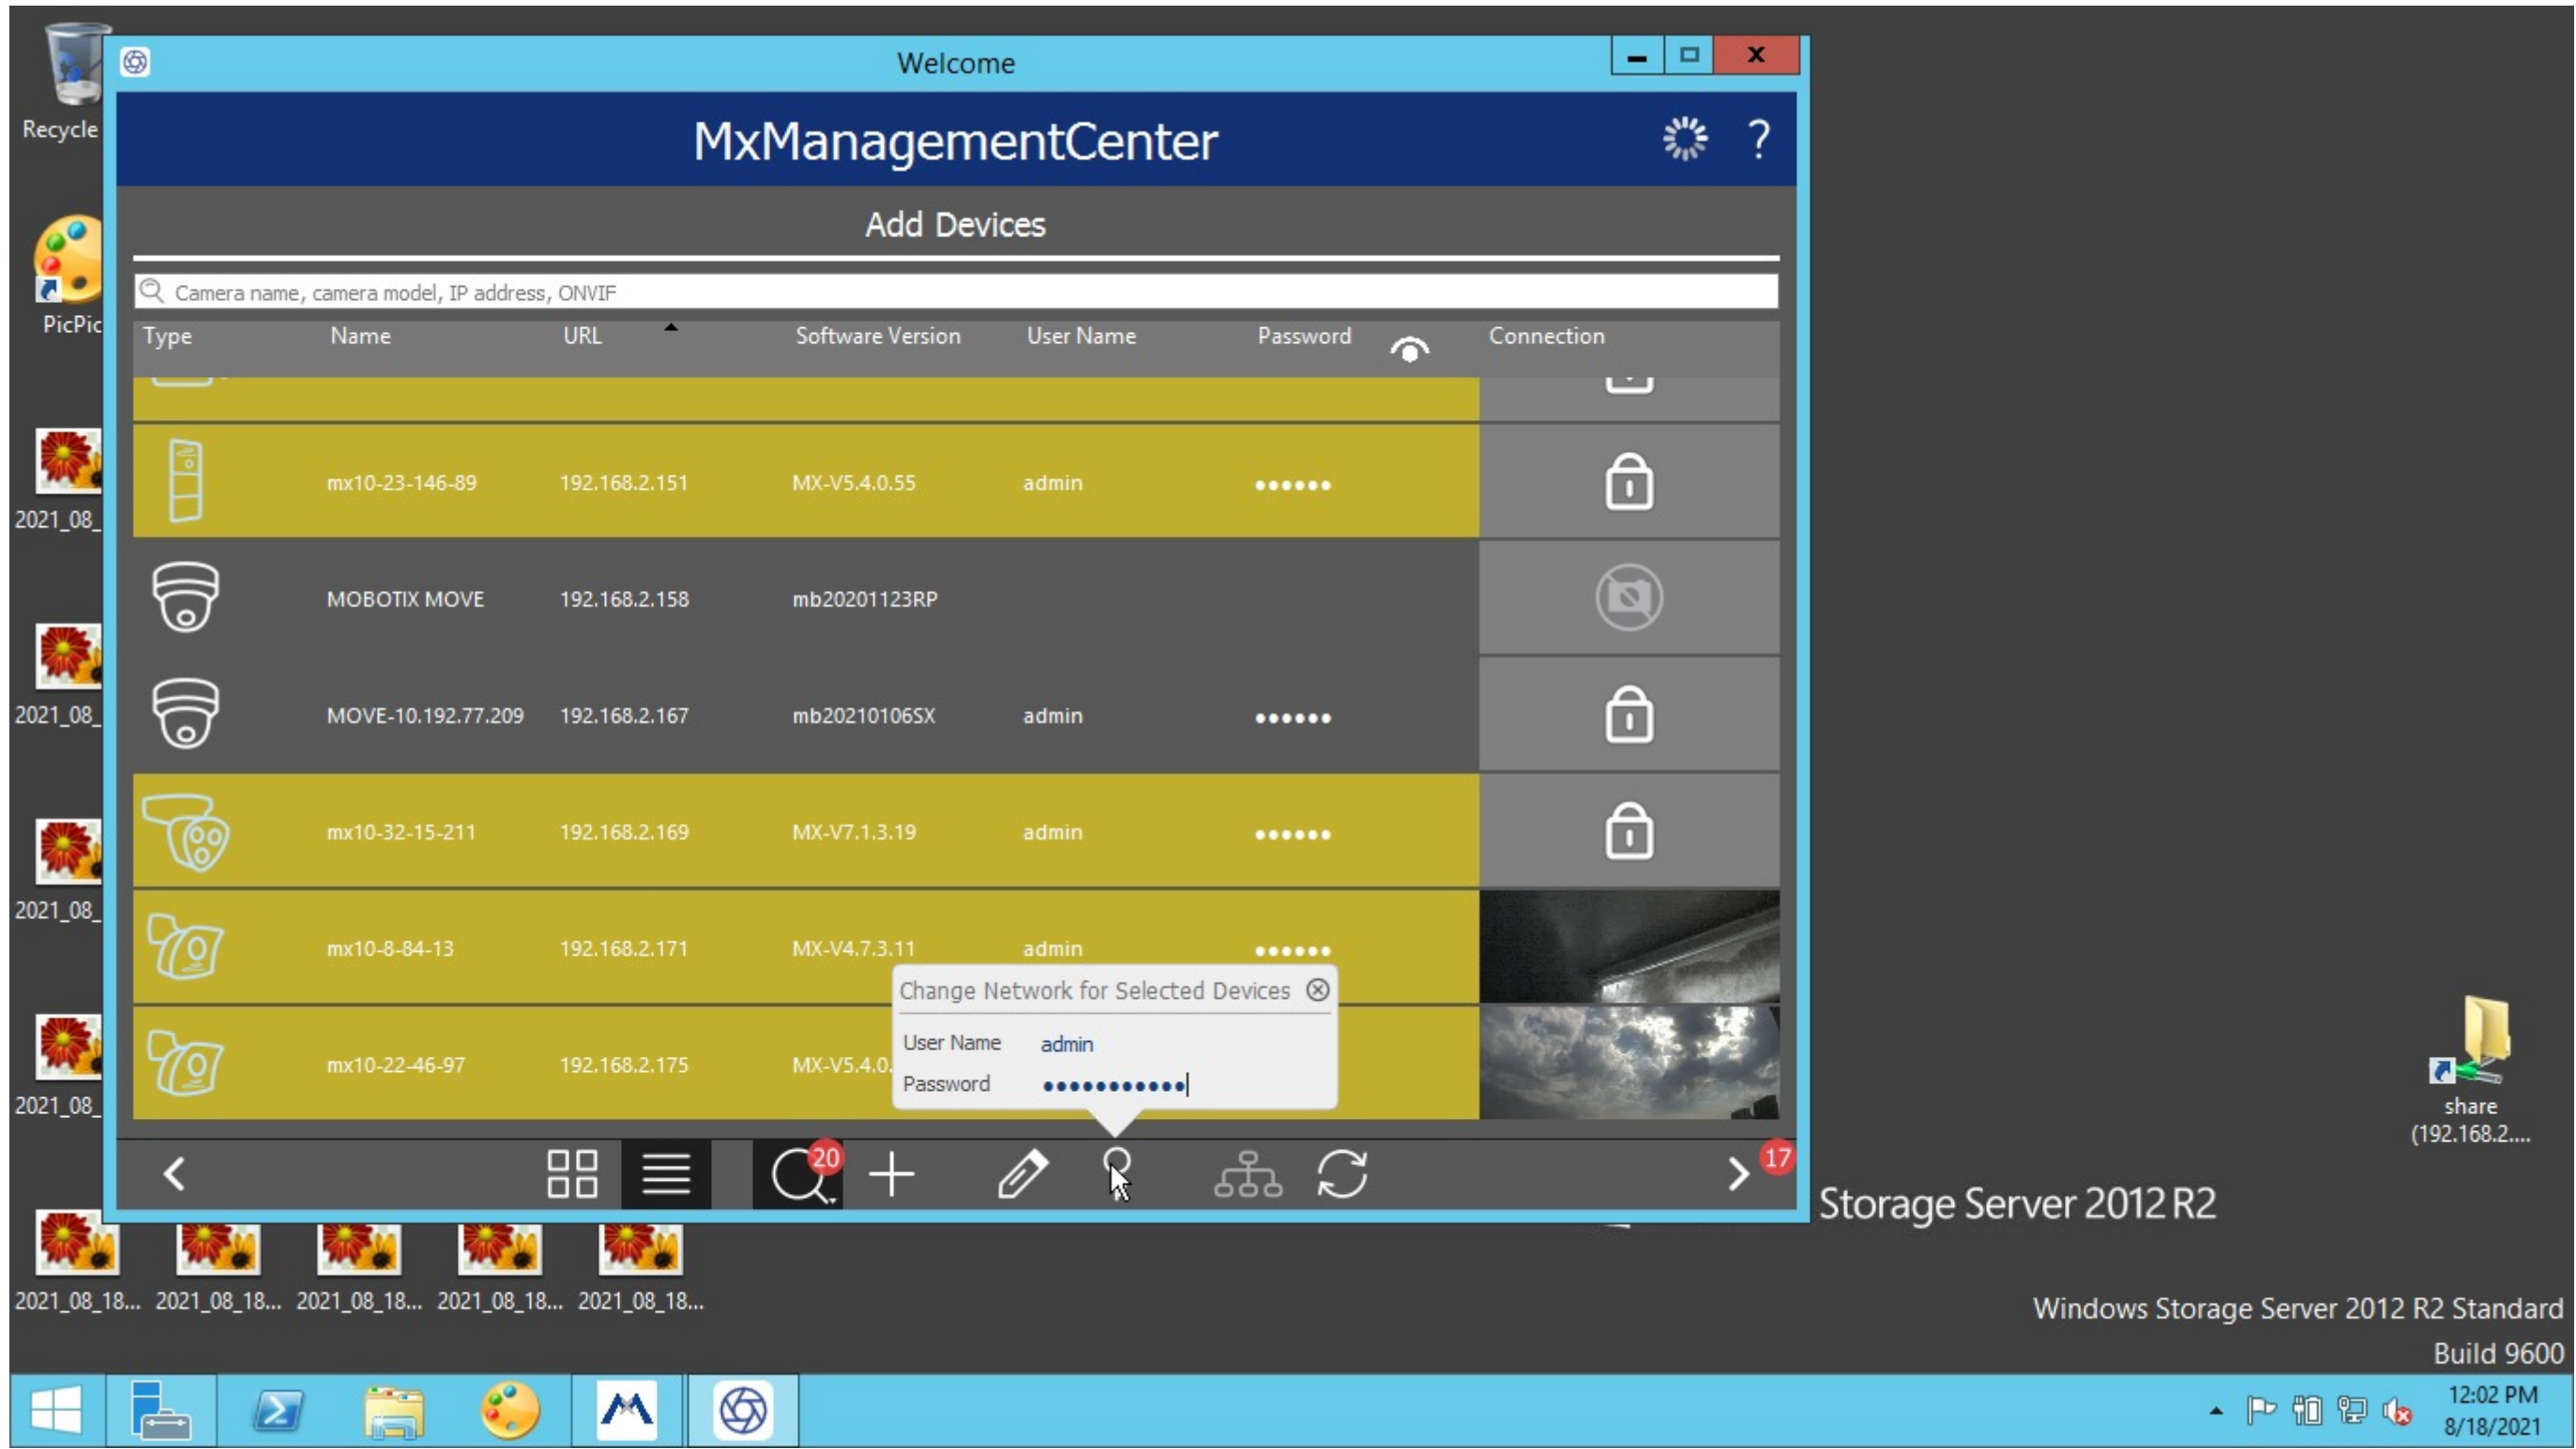 Welcome
MxManagementCenter
?
Add Devices
Camera name, camera model, IP address, ONVIF
Type Name URL Software Version User Name Password Connection
mx10-23-146-89 192.168.2.151 MX-V5.4.0.55 admin ••••••
MOBOTIX MOVE 192.168.2.158 mb20201123RP
MOVE-10.192.77.209 192.168.2.167 mb20210106SX admin ••••••
mx10-32-15-211 192.168.2.169 MX-V7.1.3.19 admin ••••••
mx10-8-84-13 192.168.2.171 MX-V4.7.3.11 admin ••••••
mx10-22-46-97 192.168.2.175 MX-V5.4.0.
Change Network for Selected Devices
User Name admin
Password •••••••••••
20
17
Recycle
PicPic
2021_08_
2021_08_
2021_08_
2021_08_
2021_08_18... 2021_08_18... 2021_08_18... 2021_08_18... 2021_08_18...
share
(192.168.2....
Storage Server 2012 R2
Windows Storage Server 2012 R2 Standard
Build 9600
12:02 PM
8/18/2021